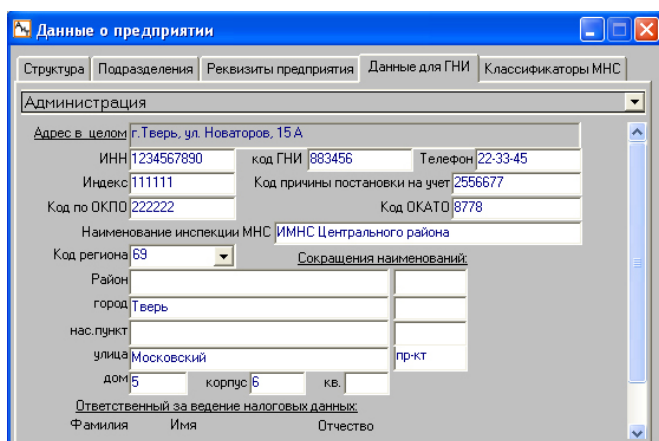 Данные о предприятии
Структура Подразделения Реквизиты предприятия Данные для ГНИ Классификаторы МНС
Администрация
Адрес в целом г.Тверь, ул. Новаторов, 15 А
ИНН 1234567890 код ГНИ 883456 Телефон 22-33-45
Индекс 111111 Код причины постановки на учет 2556677
Код по ОКПО 222222 Код ОКАТО 8778
Наименование инспекции МНС ИМНС Центрального района
Код региона 69 Сокращения наименований:
Район
город Тверь
нас.пункт
улица Московский пр-кт
дом 5 корпус 6 кв.
Ответственный за ведение налоговых данных:
Фамилия Имя Отчество